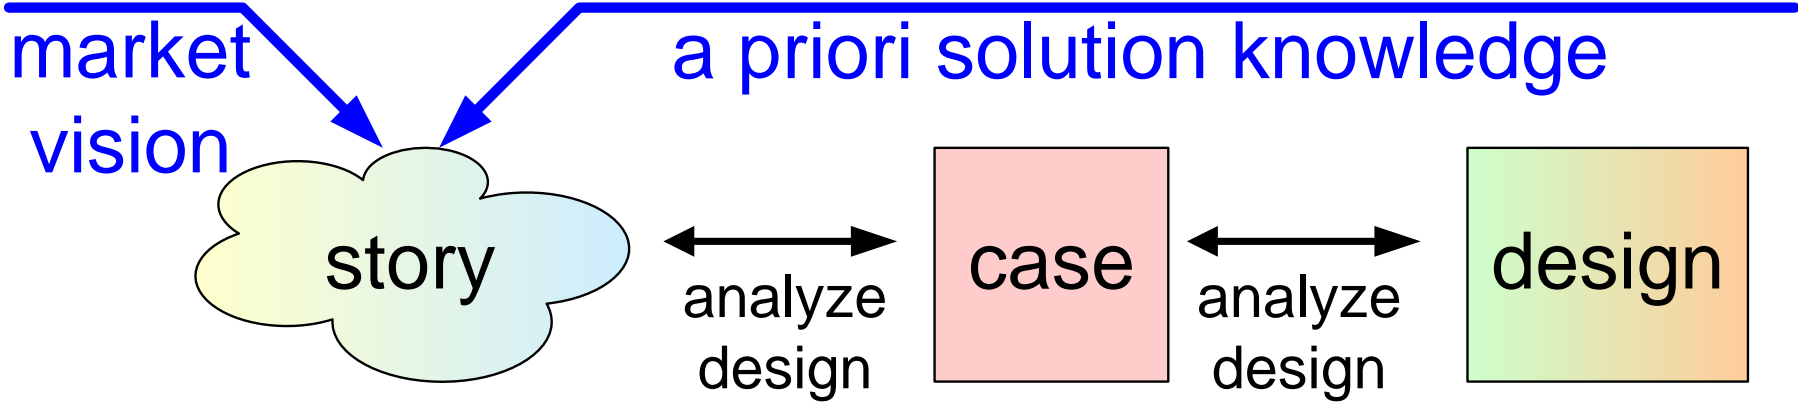 market
vision
a priori solution knowledge
story
analyze
design
case
analyze
design
design